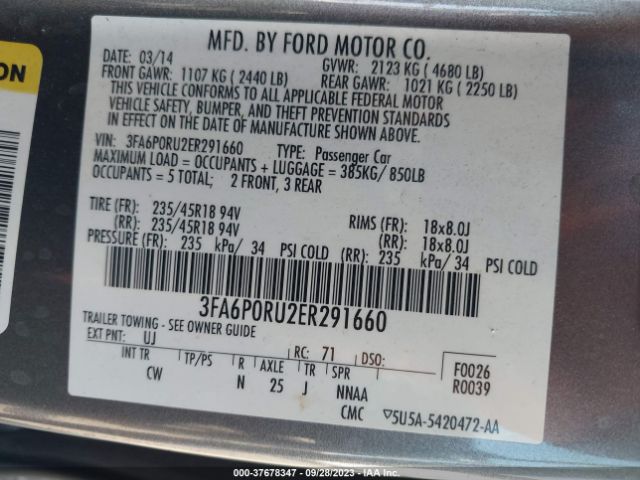 ON
MFD. BY FORD MOTOR CO.
DATE: 03/14 GVWR: 2123 KG ( 4680 LB)
FRONT GAWR: 1107 KG ( 2440 LB) REAR GAWR: 1021 KG ( 2250 LB)
THIS VEHICLE CONFORMS TO ALL APPLICABLE FEDERAL MOTOR
VEHICLE SAFETY, BUMPER, AND THEFT PREVENTION STANDARDS
IN EFFECT ON THE DATE OF MANUFACTURE SHOWN ABOVE.
VIN: 3FA6P0RU2ER291660 TYPE: Passenger Car
MAXIMUM LOAD = OCCUPANTS + LUGGAGE = 385KG/ 850LB
OCCUPANTS = 5 TOTAL; 2 FRONT, 3 REAR
TIRE (FR): 235/45R18 94V RIMS (FR): 18x8.0J
(RR): 235/45R18 94V (RR): 18x8.0J
PRESSURE (FR): 235 kPa/ 34 PSI COLD (RR): 235 kPa/ 34 PSI COLD
3FA6P0RU2ER291660
TRAILER TOWING - SEE OWNER GUIDE
EXT PNT: UJ RC: 71 DSO: F0026
INT TR TP/PS R AXLE TR SPR R0039
CW N 25 J NNAA
CMC ▽5U5A-5420472-AA
000-37678347 - 09/28/2023 - IAA Inc.